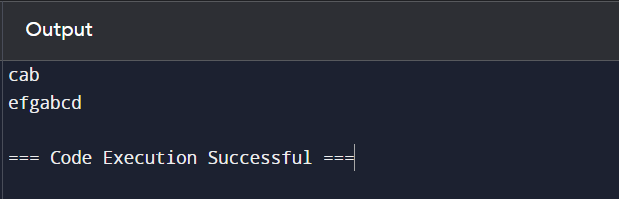 Output
cab
efgabcd
=== Code Execution Successful ===